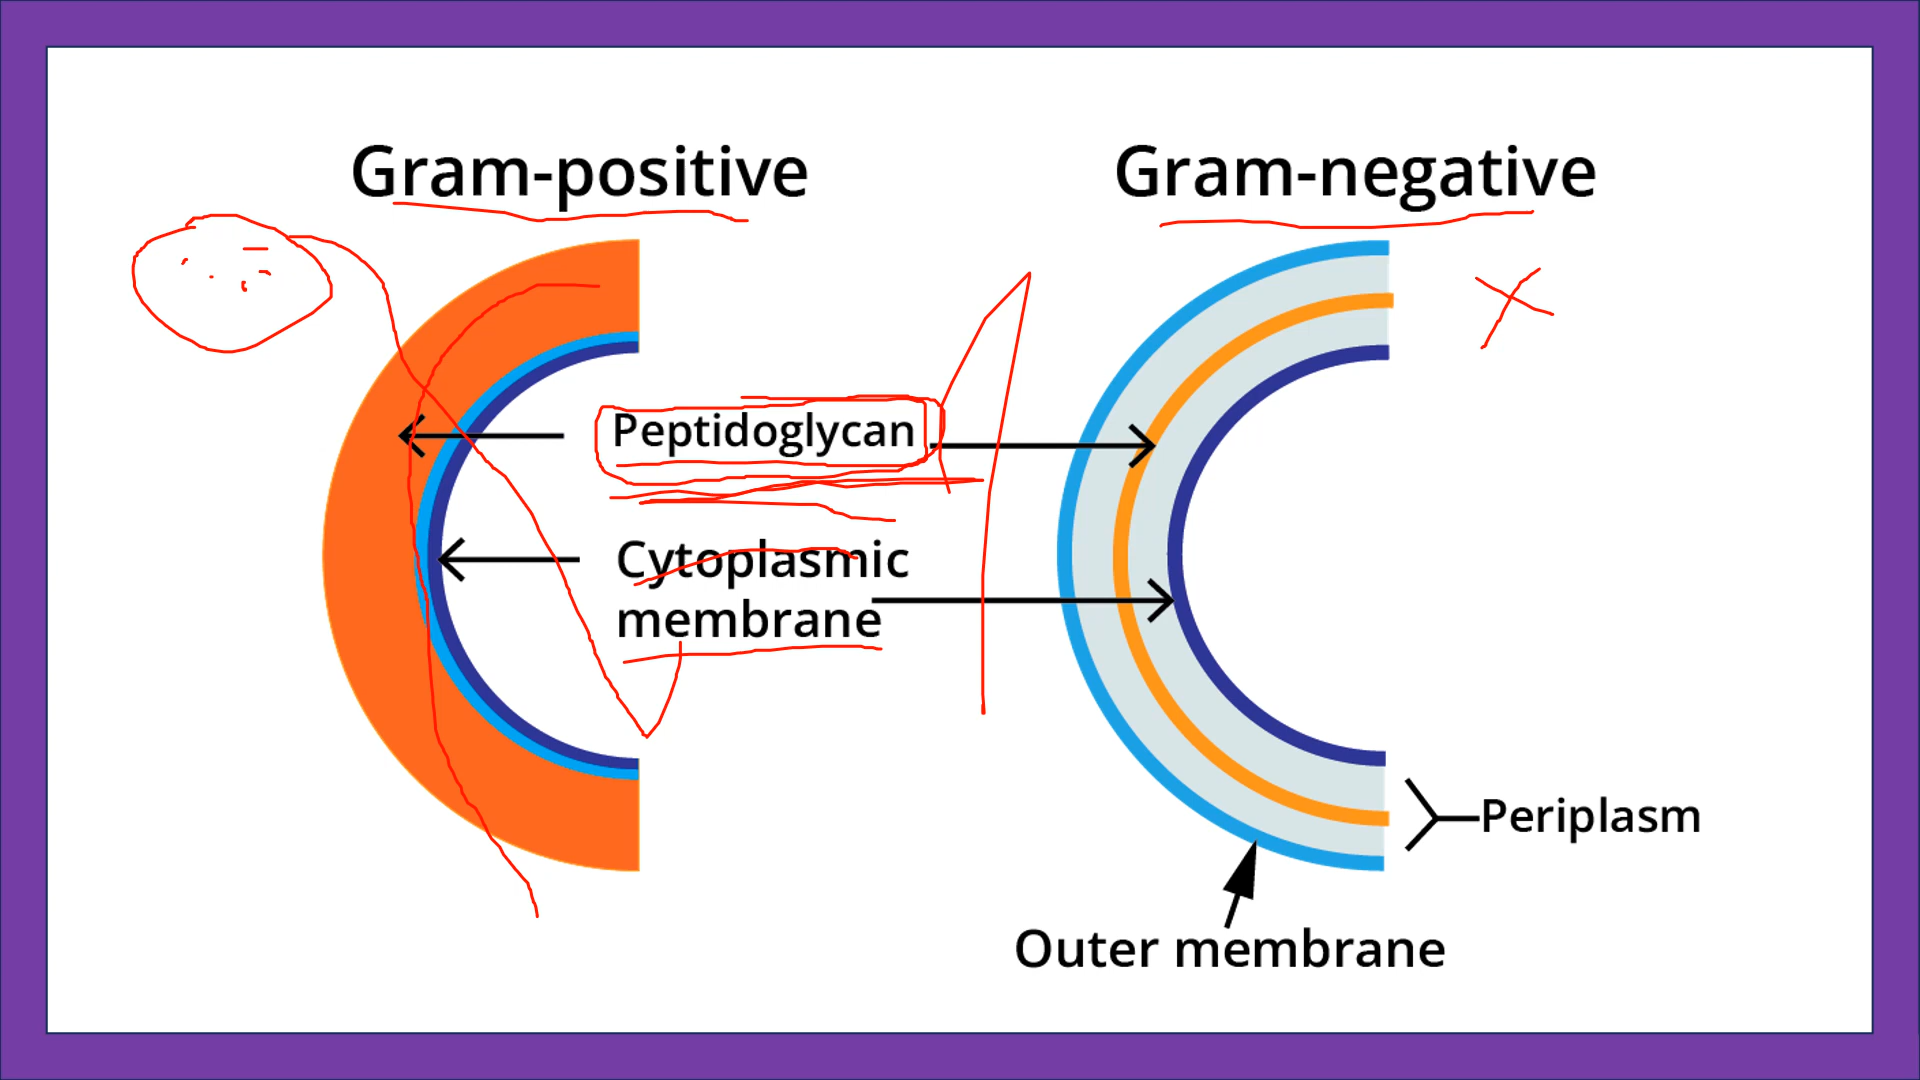 Gram-positive
Gram-negative
Peptidoglycan
Cytoplasmic
membrane
Periplasm
Outer membrane